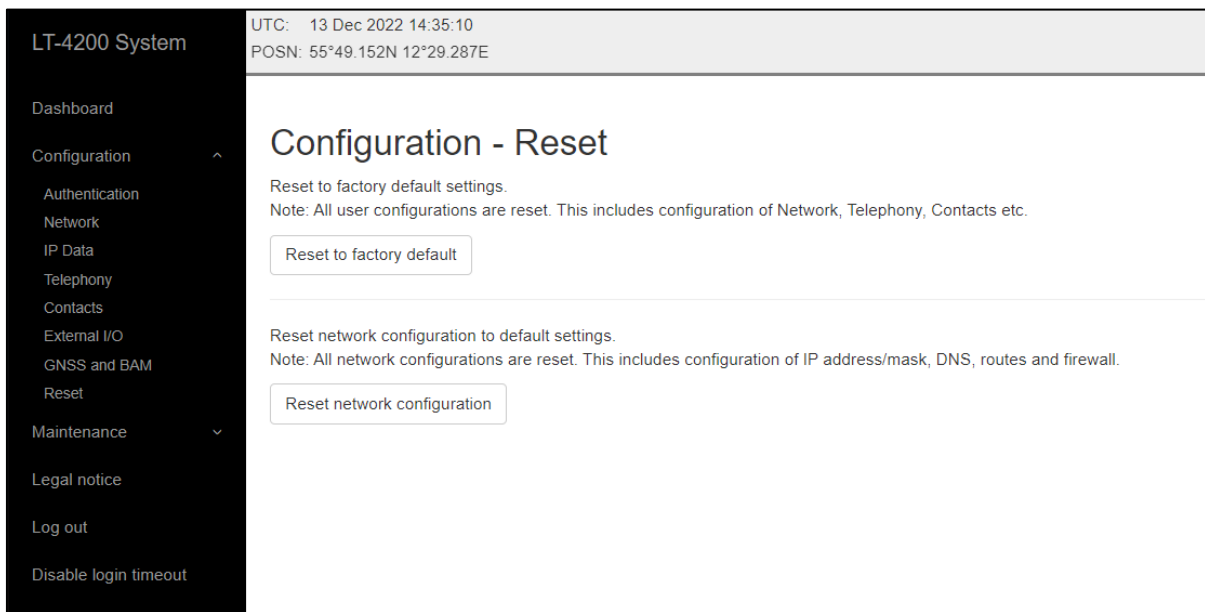 LT-4200 System
UTC: 13 Dec 2022 14:35:10
POSN: 55°49.152N 12°29.287E
Dashboard
Configuration
Authentication
Network
IP Data
Telephony
Contacts
External I/O
GNSS and BAM
Reset
Maintenance
Legal notice
Log out
Disable login timeout
Configuration - Reset
Reset to factory default settings.
Note: All user configurations are reset. This includes configuration of Network, Telephony, Contacts etc.
Reset to factory default
Reset network configuration to default settings.
Note: All network configurations are reset. This includes configuration of IP address/mask, DNS, routes and firewall.
Reset network configuration